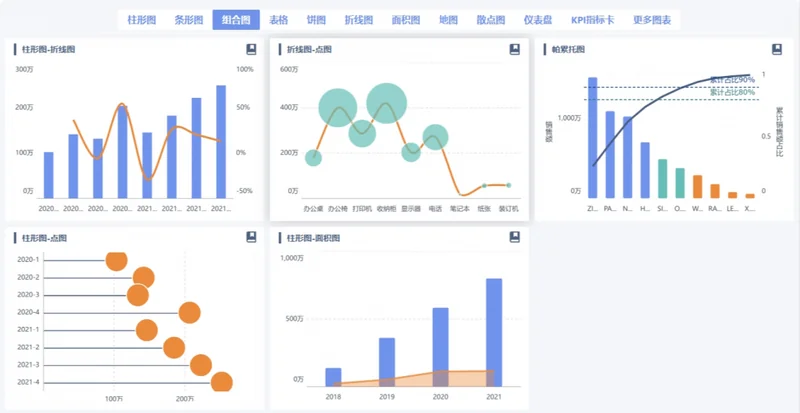 柱形图 条形图 组合图 表格 饼图 折线图 面积图 地图 散点图 仪表盘 KPI指标卡 更多图表
柱形图-折线图
300万
200万
100万
0万
100%
50%
0%
-50%
2020... 2020... 2020... 2020... 2021... 2021... 2021... 2021...
折线图-点图
600万
400万
200万
0万
办公桌 办公椅 打印机 收纳柜 显示器 电话 笔记本 纸张 装订机
帕累托图
销售额
1,000万
0万
累计占比90%
累计占比80%
1
0.5
0
累计销售额占比
ZI... PA... N... H... SI... O... W... RA... LE... X...
柱形图-点图
2020-1
2020-2
2020-3
2020-4
2021-1
2021-2
2021-3
2021-4
100万 200万
柱形图-面积图
1,000万
500万
0万
2018 2019 2020 2021